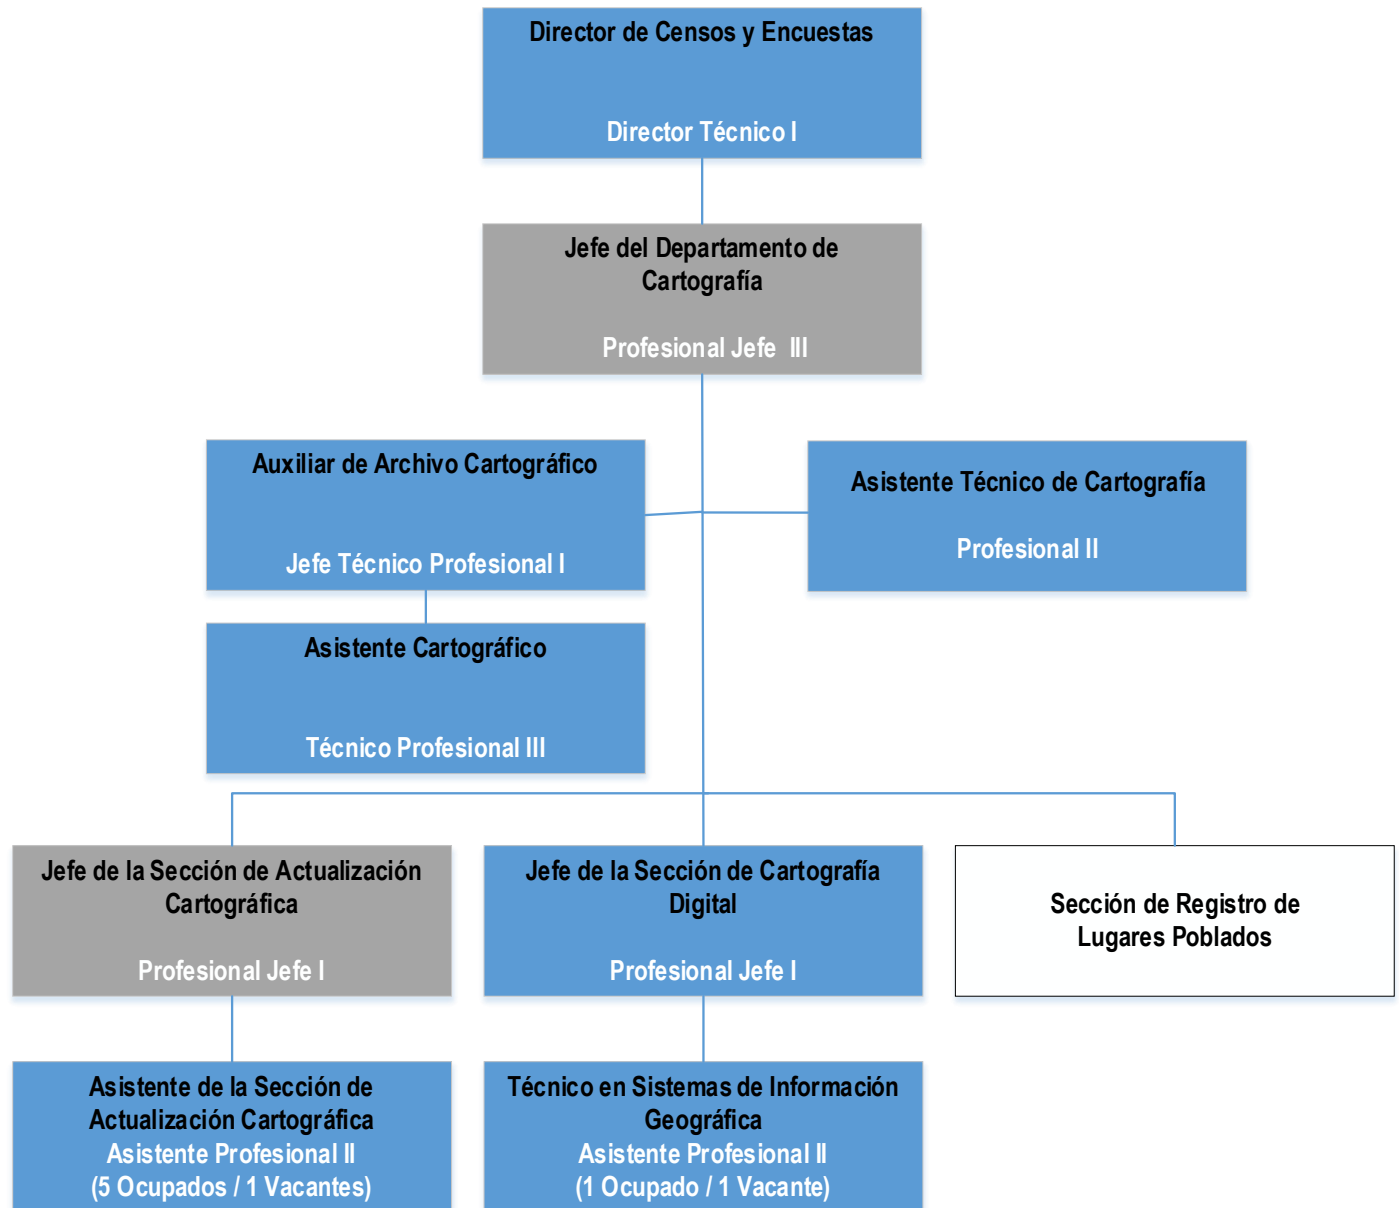 Director de Censos y Encuestas
Director Técnico I
Jefe del Departamento de
Cartografía
Profesional Jefe III
Auxiliar de Archivo Cartográfico
Jefe Técnico Profesional I
Asistente Técnico de Cartografía
Profesional II
Asistente Cartográfico
Técnico Profesional III
Jefe de la Sección de Actualización
Cartográfica
Profesional Jefe I
Jefe de la Sección de Cartografía
Digital
Profesional Jefe I
Sección de Registro de
Lugares Poblados
Asistente de la Sección de
Actualización Cartográfica
Asistente Profesional II
(5 Ocupados / 1 Vacantes)
Técnico en Sistemas de Información
Geográfica
Asistente Profesional II
(1 Ocupado / 1 Vacante)